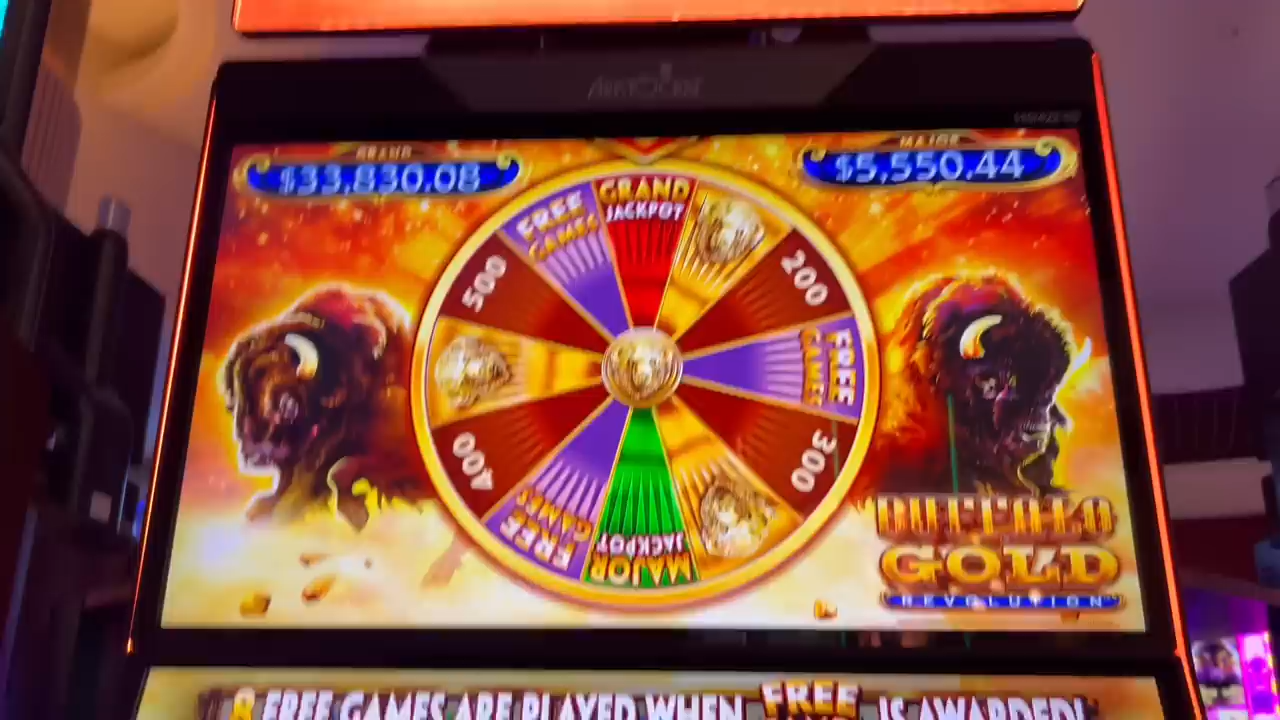 ARISTOCRAT
GRAND
$33,830.08
MAJOR
$5,550.44
GRAND
JACKPOT
200
FREE
GAMES
300
MAJOR
JACKPOT
FREE
GAMES
400
500
FREE
GAMES
BUFFALO
GOLD
REVOLUTION
8 FREE GAMES ARE PLAYED WHEN FREE IS AWARDED!